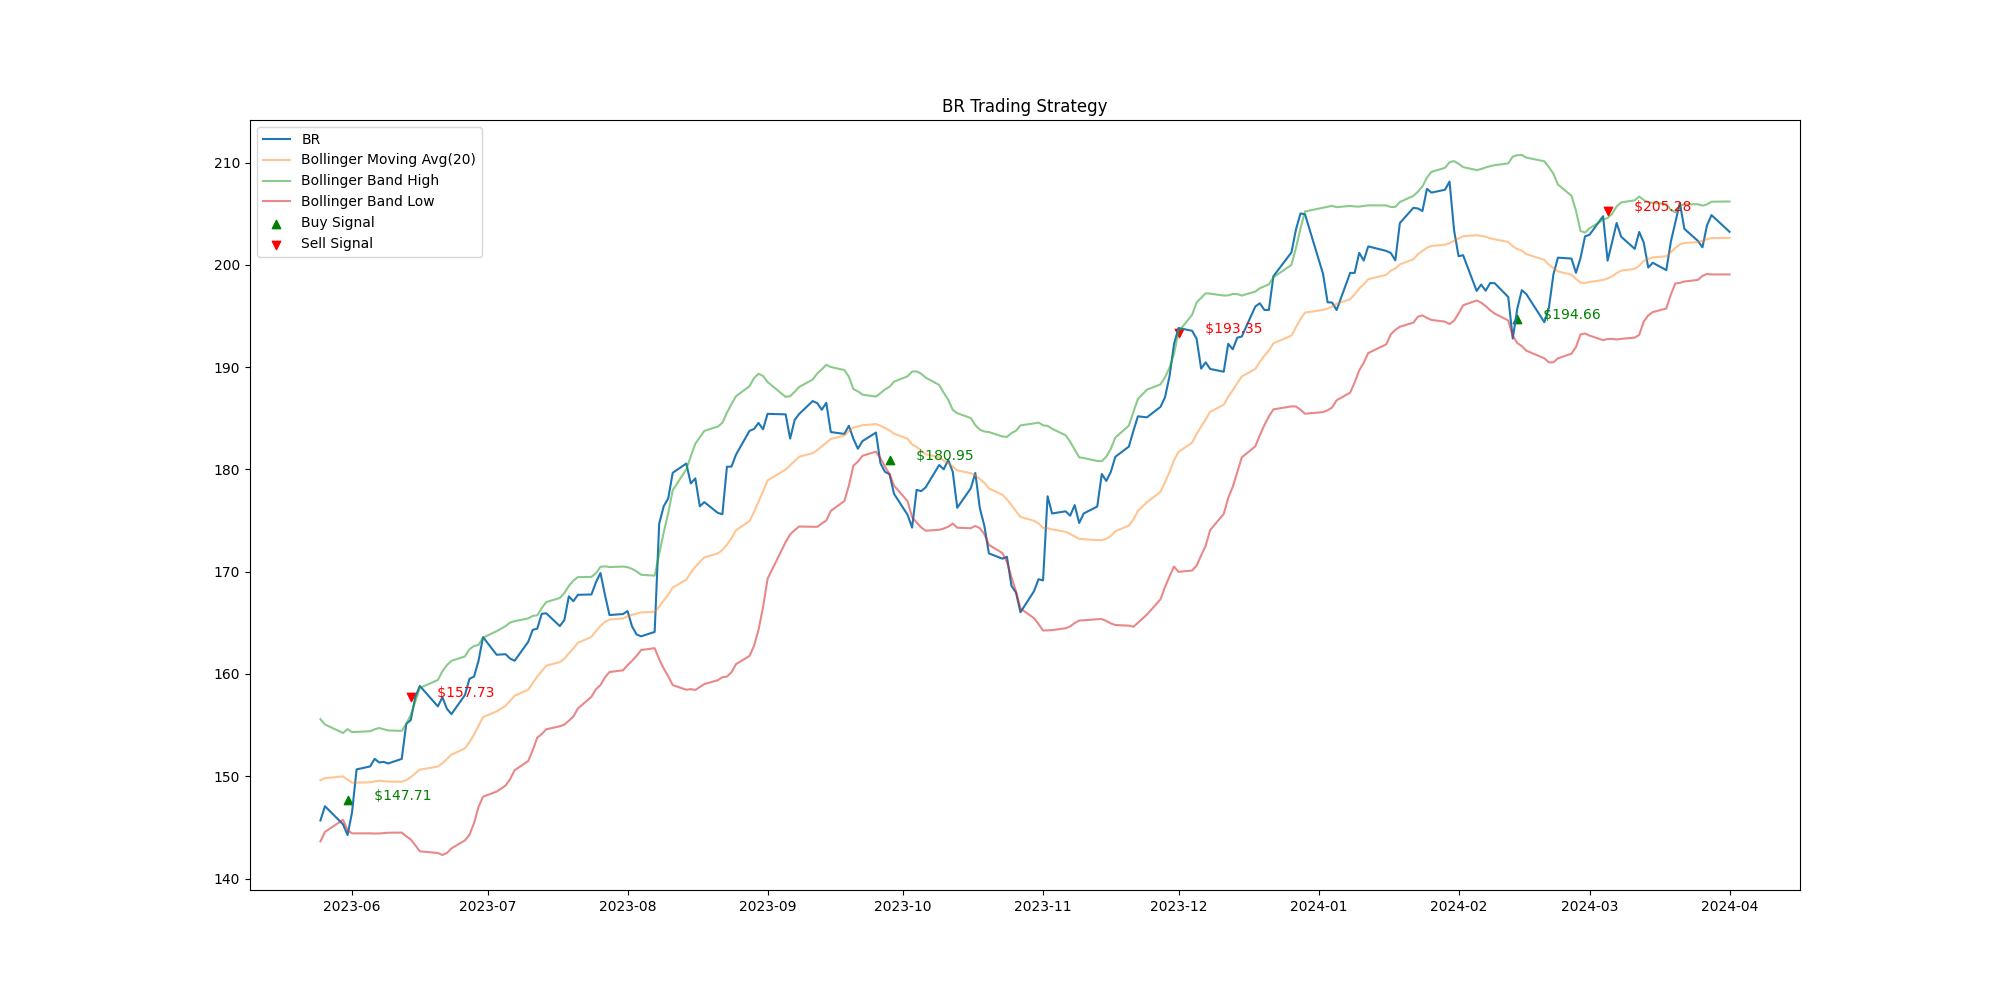 BR Trading Strategy
BR
Bollinger Moving Avg(20)
Bollinger Band High
Bollinger Band Low
Buy Signal
Sell Signal
210
200
190
180
170
160
150
140
$205.28
$194.66
$193.35
$180.95
$157.73
$147.71
2023-06 2023-07 2023-08 2023-09 2023-10 2023-11 2023-12 2024-01 2024-02 2024-03 2024-04